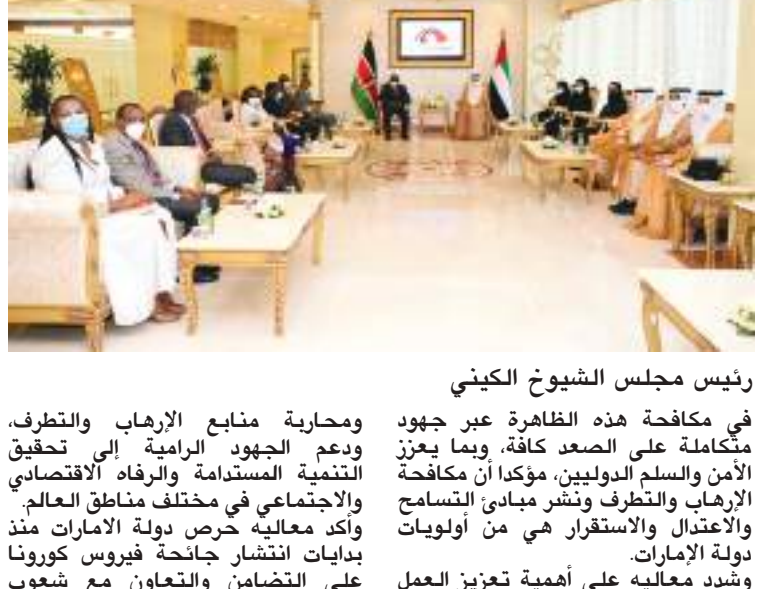 رئيس مجلس الشيوخ الكيني
في مكافحة هذه الظاهرة عبر جهود
متكاملة على الصعد كافة، وبما يعزز
الأمن والسلم الدوليين، مؤكدا أن مكافحة
الإرهاب والتطرف ونشر مبادئ التسامح
والاعتدال والاستقرار هي من أولويات
دولة الإمارات.
وشدد معاليه على أهمية تعزيز العمل
ومحاربة منابع الإرهاب والتطرف،
ودعم الجهود الرامية إلى تحقيق
التنمية المستدامة والرفاه الاقتصادي
والاجتماعي في مختلف مناطق العالم.
وأكد معاليه حرص دولة الامارات منذ
بدايات انتشار جائحة فيروس كورونا
على التضامن والتعاون مع شعوب